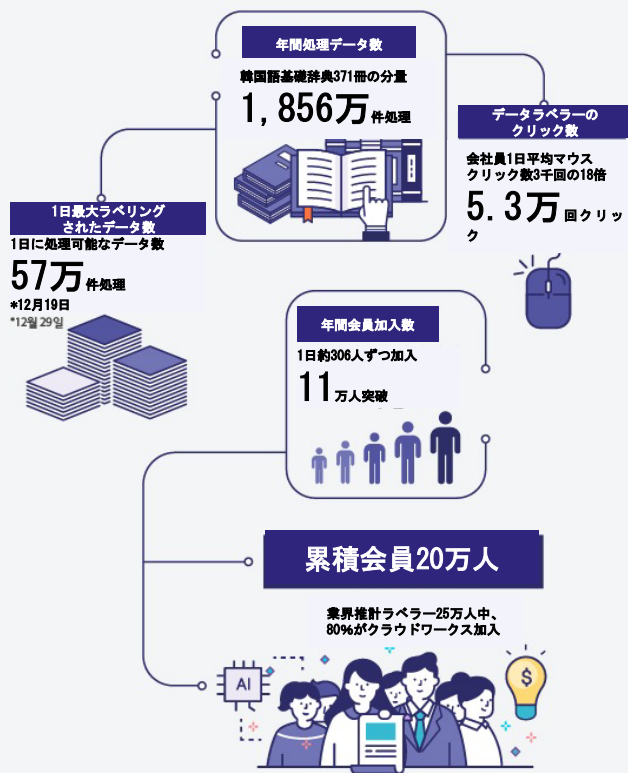 年間処理データ数
韓国語基礎辞典371冊の分量
1,856万件処理
データラベラーの
クリック数
会社員1日平均マウス
クリック数3千回の18倍
5.3万回クリッ
ク
1日最大ラベリング
されたデータ数
1日に処理可能なデータ数
57万件処理
*12月19日
*12월 29일
年間会員加入数
1日約306人ずつ加入
11万人突破
累積会員20万人
業界推計ラベラー25万人中、
80%がクラウドワークス加入
AI
$